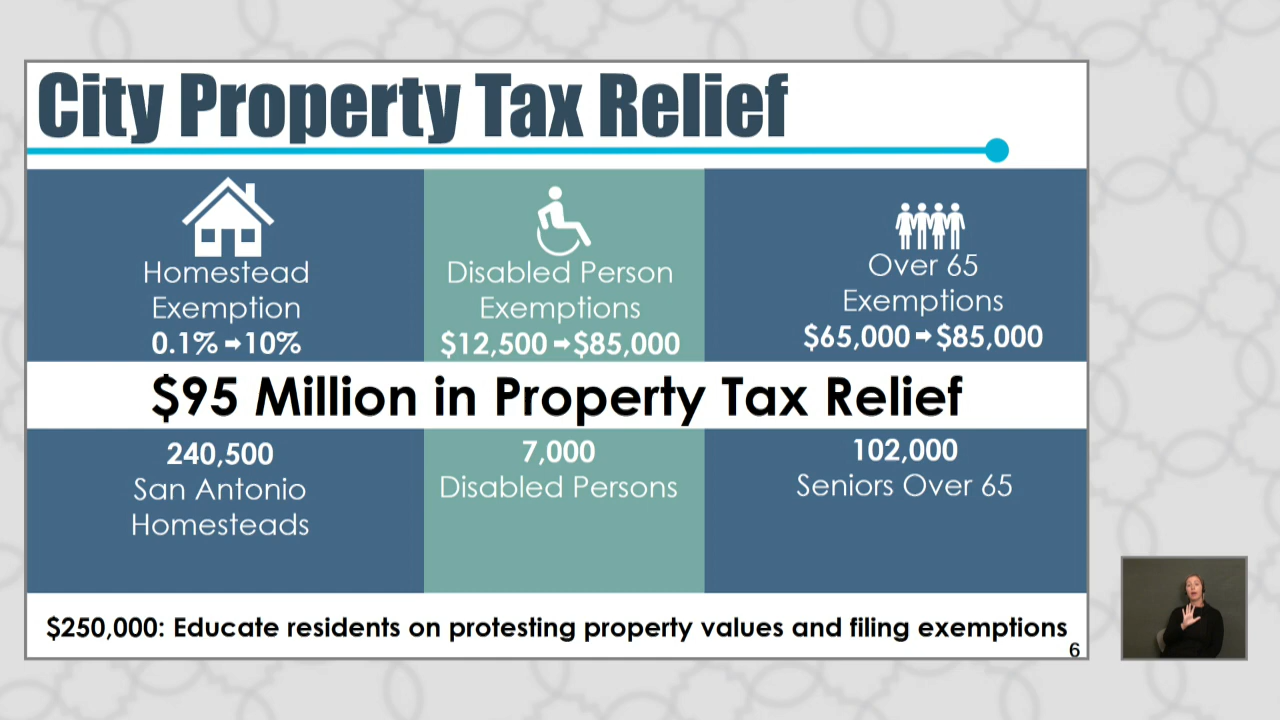 City Property Tax Relief
Homestead
Exemption
0.1% ➡ 10%
Disabled Person
Exemptions
$12,500 ➡ $85,000
Over 65
Exemptions
$65,000 ➡ $85,000
$95 Million in Property Tax Relief
240,500
San Antonio
Homesteads
7,000
Disabled Persons
102,000
Seniors Over 65
$250,000: Educate residents on protesting property values and filing exemptions
6